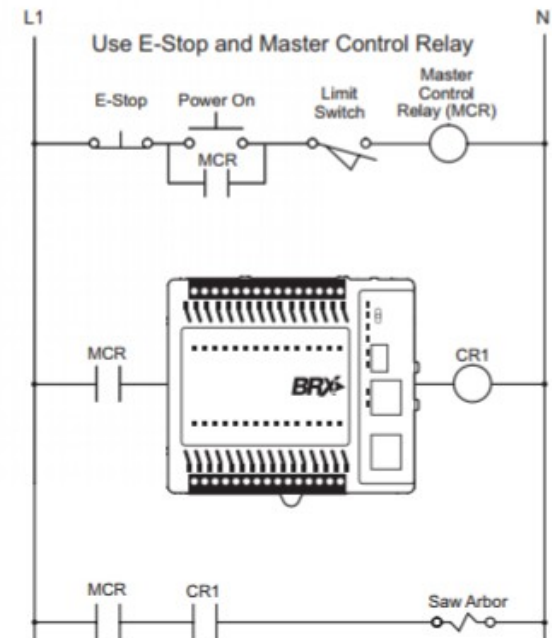 L1
N
Use E-Stop and Master Control Relay
E-Stop
Power On
Limit
Switch
Master
Control
Relay (MCR)
MCR
MCR
BRX
CR1
MCR
CR1
Saw Arbor